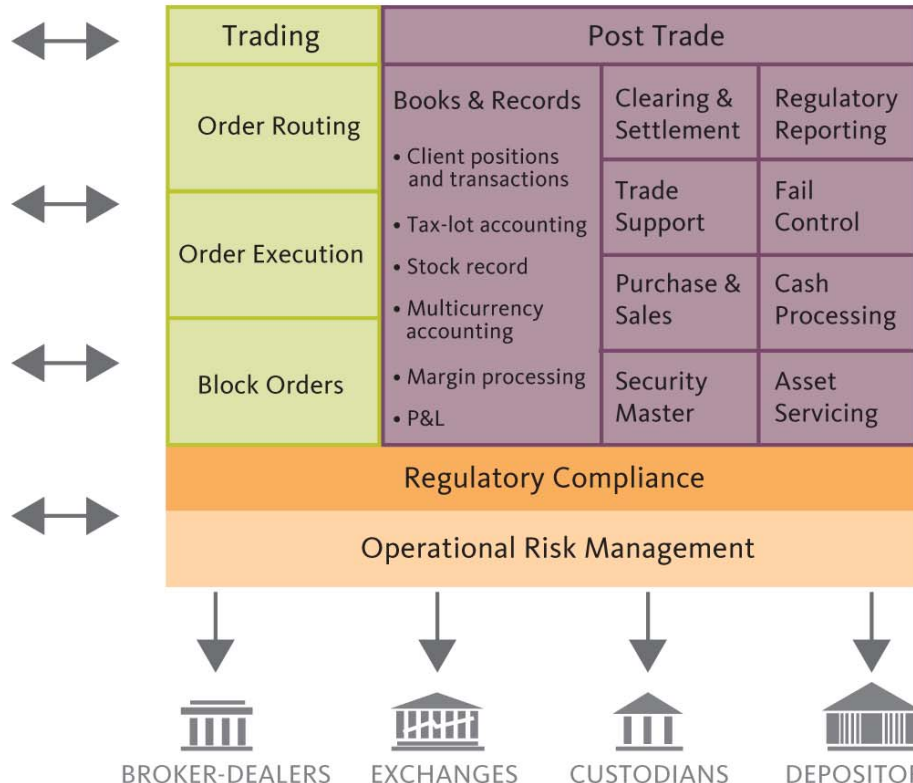 Trading
Post Trade
Order Routing
Order Execution
Block Orders
Books & Records
• Client positions
and transactions
• Tax-lot accounting
• Stock record
• Multicurrency
accounting
• Margin processing
• P&L
Clearing &
Settlement
Regulatory
Reporting
Trade
Support
Fail
Control
Purchase &
Sales
Cash
Processing
Security
Master
Asset
Servicing
Regulatory Compliance
Operational Risk Management
BROKER-DEALERS
EXCHANGES
CUSTODIANS